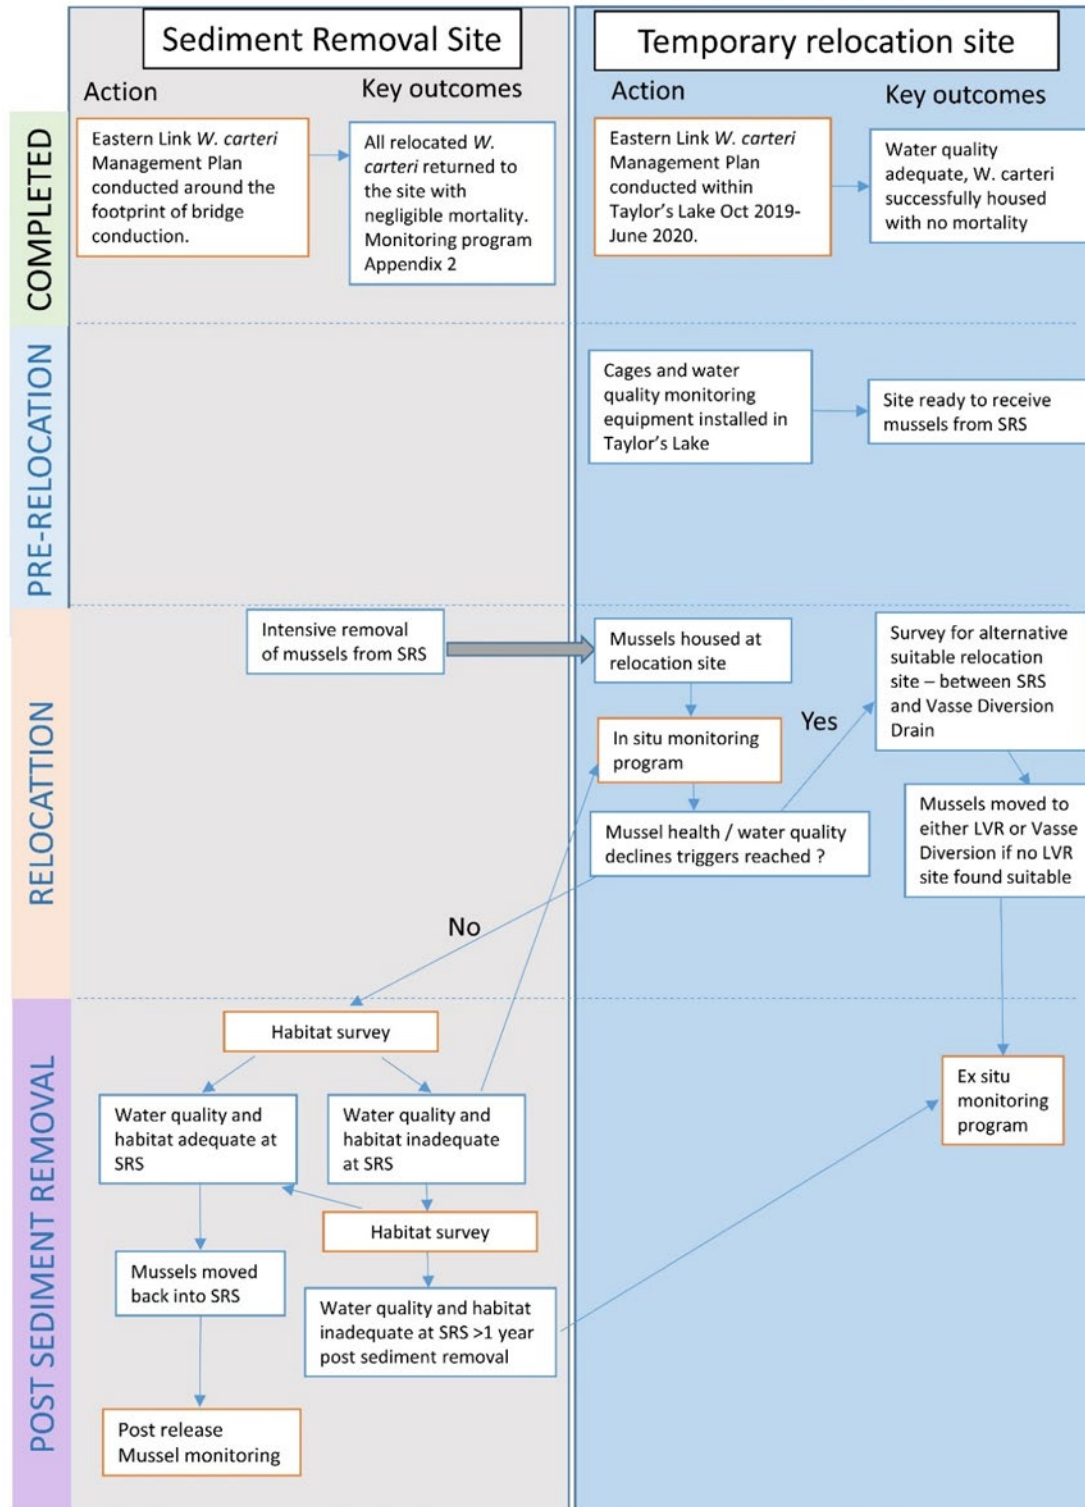 Sediment Removal Site
Temporary relocation site
Action
Key outcomes
Action
Key outcomes
COMPLETED
Eastern Link W. carteri
Management Plan
conducted around the
footprint of bridge
conduction.
All relocated W.
carteri returned to
the site with
negligible mortality.
Monitoring program
Appendix 2
Eastern Link W. carteri
Management Plan
conducted within
Taylor's Lake Oct 2019-
June 2020.
Water quality
adequate, W. carteri
successfully housed
with no mortality
PRE-RELOCATION
Cages and water
quality monitoring
equipment installed in
Taylor's Lake
Site ready to receive
mussels from SRS
RELOCATTION
Intensive removal
of mussels from SRS
Mussels housed at
relocation site
Survey for alternative
suitable relocation
site – between SRS
and Vasse Diversion
Drain
Yes
In situ monitoring
program
Mussel health / water quality
declines triggers reached ?
Mussels moved to
either LVR or Vasse
Diversion if no LVR
site found suitable
No
POST SEDIMENT REMOVAL
Habitat survey
Water quality and
habitat adequate at
SRS
Water quality and
habitat inadequate
at SRS
Ex situ
monitoring
program
Habitat survey
Mussels moved
back into SRS
Water quality and habitat
inadequate at SRS >1 year
post sediment removal
Post release
Mussel monitoring